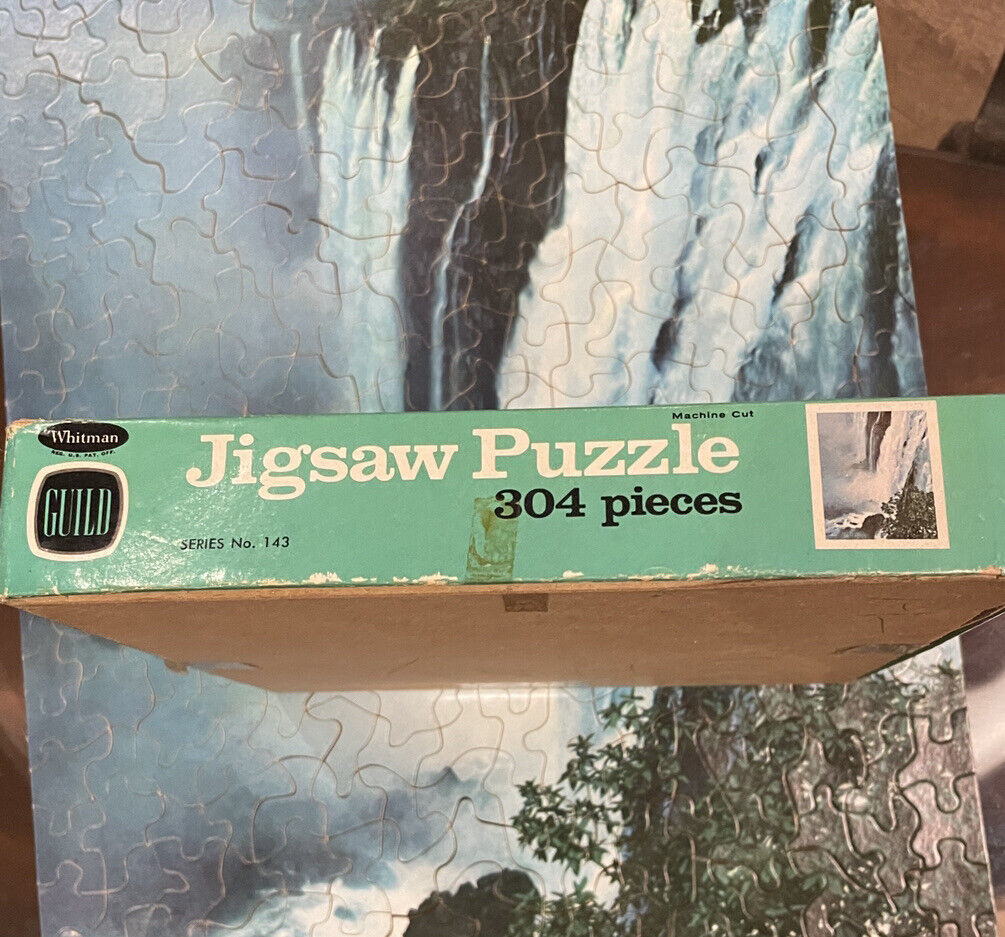 Whitman
REG. U.S. PAT. OFF.
GUILD
Machine Cut
Jigsaw Puzzle
304 pieces
SERIES No. 143